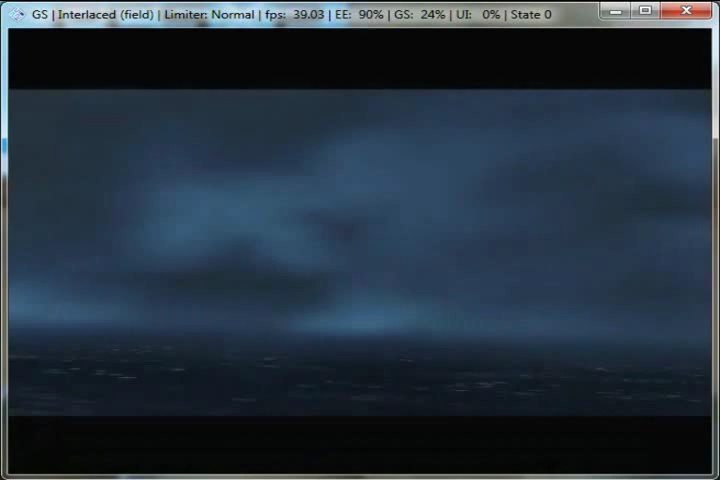 GS | Interlaced (field) | Limiter: Normal | fps: 39.03 | EE: 90% | GS: 24% | UI: 0% | State 0